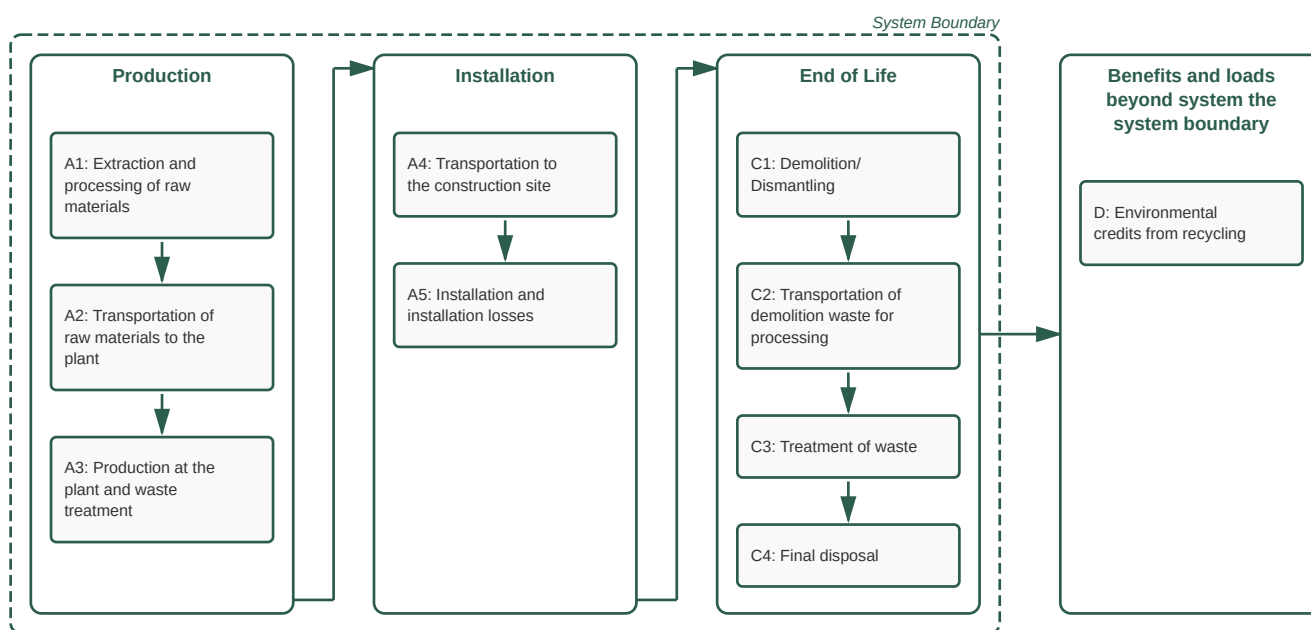 System Boundary
Production
A1: Extraction and
processing of raw
materials
A2: Transportation of
raw materials to the
plant
A3: Production at the
plant and waste
treatment
Installation
A4: Transportation to
the construction site
A5: Installation and
installation losses
End of Life
C1: Demolition/
Dismantling
C2: Transportation of
demolition waste for
processing
C3: Treatment of waste
C4: Final disposal
Benefits and loads
beyond system the
system boundary
D: Environmental
credits from recycling